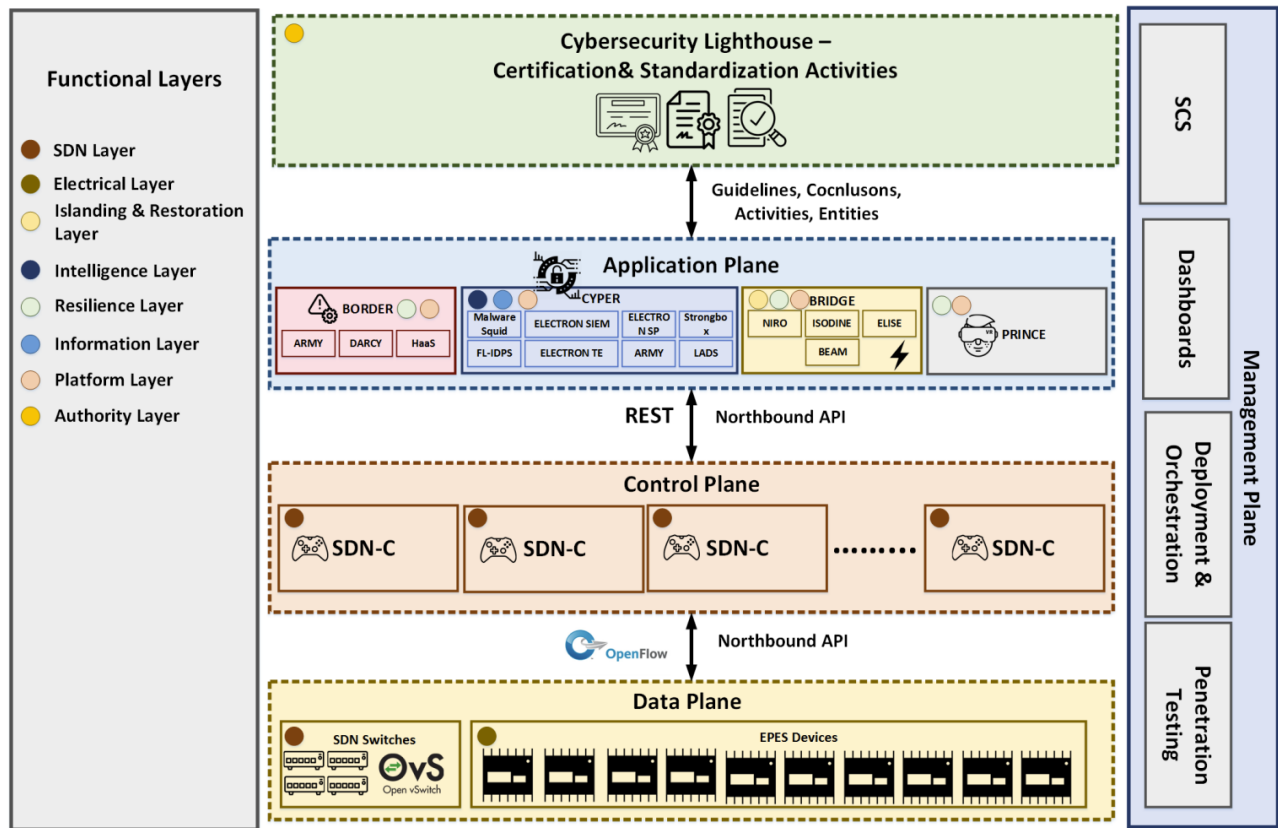 Functional Layers
SDN Layer
Electrical Layer
Islanding & Restoration
Layer
Intelligence Layer
Resilience Layer
Information Layer
Platform Layer
Authority Layer
Cybersecurity Lighthouse –
Certification& Standardization Activities
Guidelines, Cocnlusons,
Activities, Entities
Application Plane
BORDER
ARMY
DARCY
HaaS
CYPER
Malware
Squid
ELECTRON SIEM
ELECTRO
N SP
Strongbo
x
FL-IDPS
ELECTRON TE
ARMY
LADS
BRIDGE
NIRO
ISODINE
ELISE
BEAM
VR
PRINCE
REST
Northbound API
Control Plane
SDN-C
SDN-C
SDN-C
.........
SDN-C
OpenFlow
Northbound API
Data Plane
SDN Switches
OvS
Open vSwitch
EPES Devices
SCS
Dashboards
Deployment &
Orchestration
Penetration
Testing
Management Plane